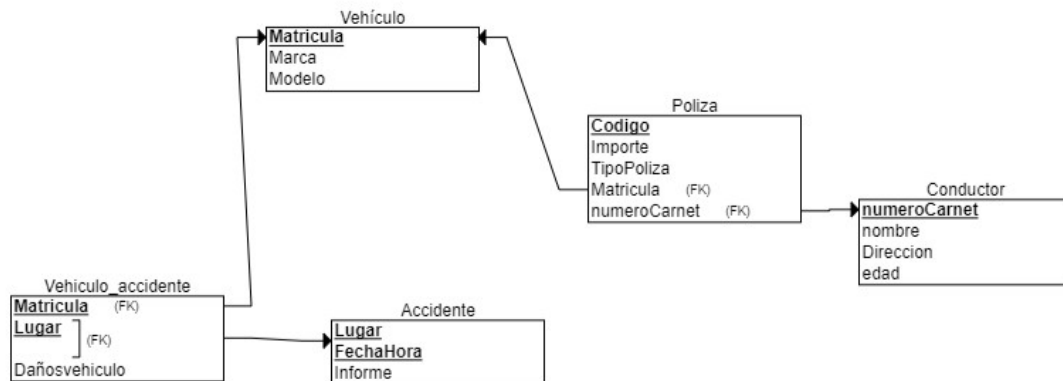 Vehículo
Matricula
Marca
Modelo
Poliza
Codigo
Importe
TipoPoliza
Matricula (FK)
numeroCarnet (FK)
Conductor
numeroCarnet
nombre
Direccion
edad
Vehiculo_accidente
Matricula (FK)
Lugar
(FK)
Dañosvehiculo
Accidente
Lugar
FechaHora
Informe